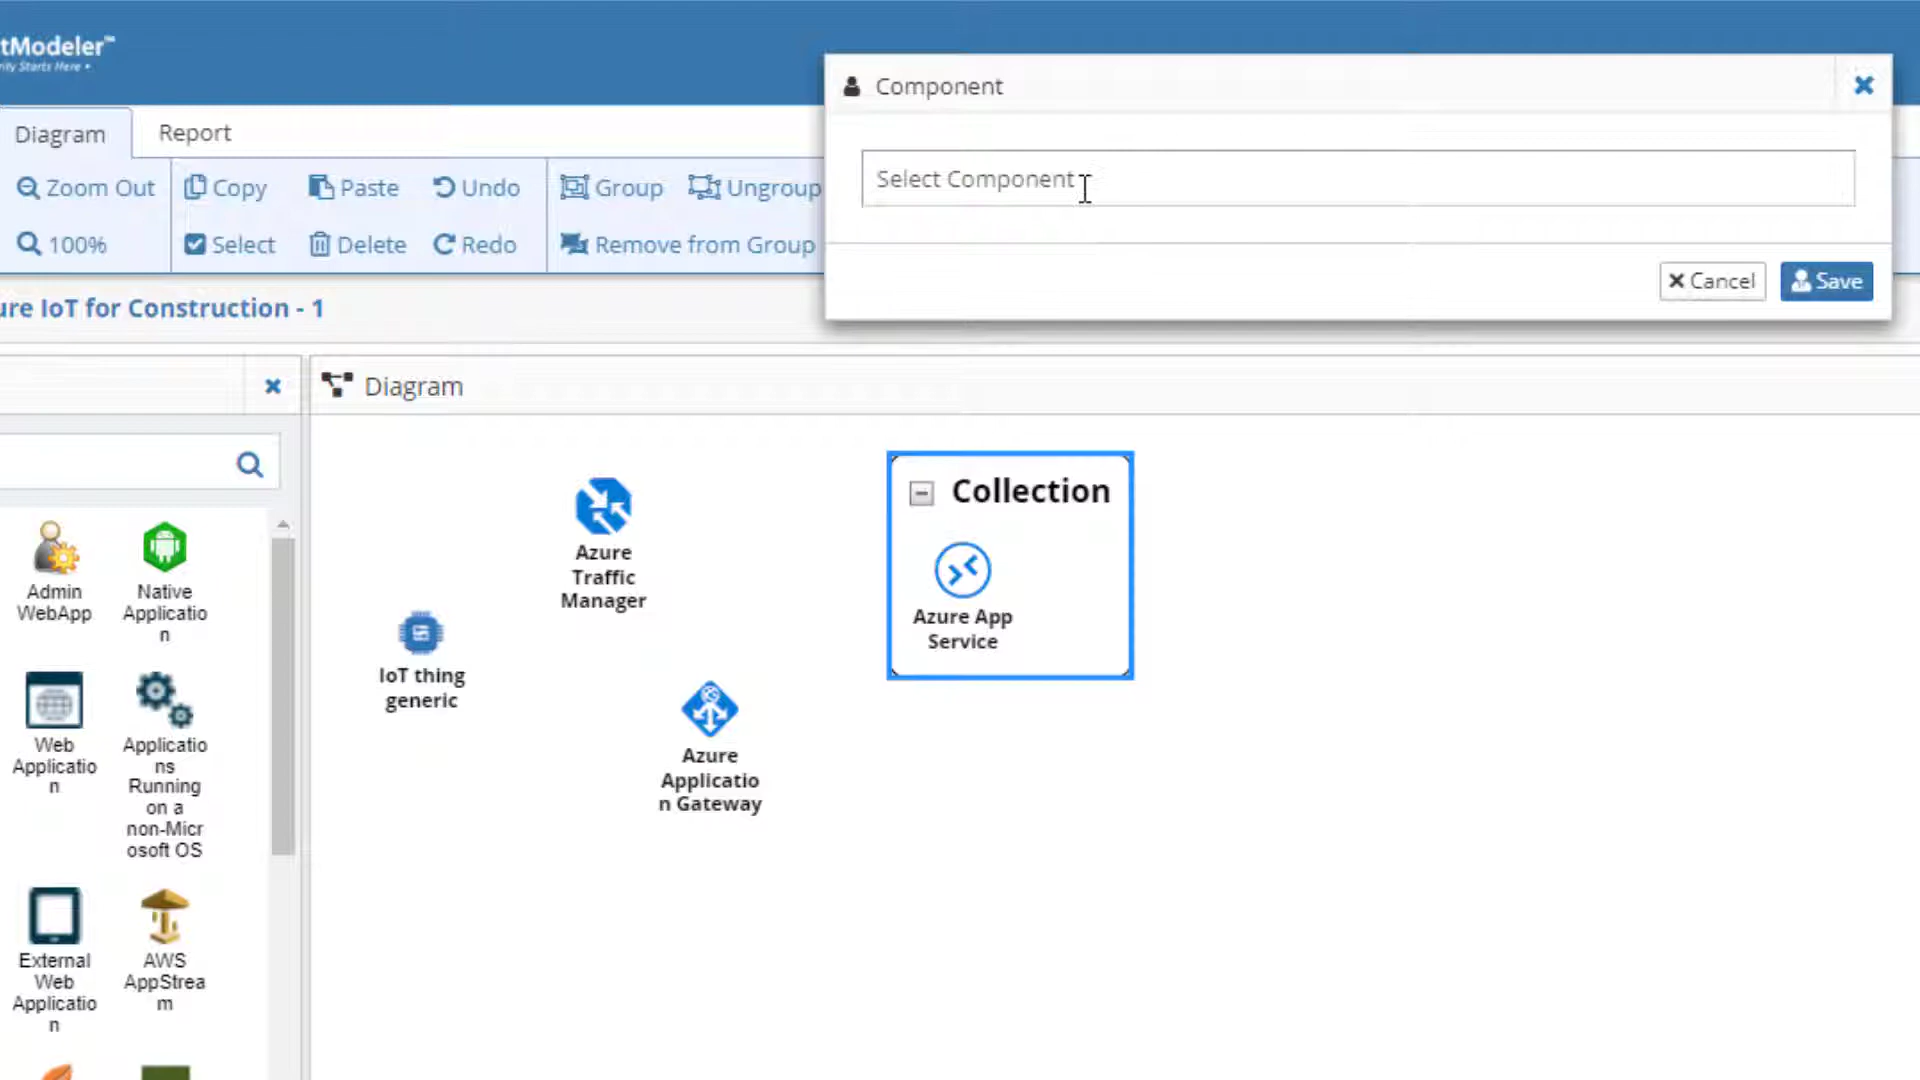 tModeler™
rity Starts Here •
Component
Select Component
Cancel
Save
Diagram
Report
Zoom Out
Copy
Paste
Undo
Group
Ungroup
100%
Select
Delete
Redo
Remove from Group
ure IoT for Construction - 1
Diagram
Admin
WebApp
Native
Applicatio
n
Web
Applicatio
n
Applicatio
ns
Running
on a
non-Micr
osoft OS
External
Web
Applicatio
n
AWS
AppStrea
m
Azure
Traffic
Manager
IoT thing
generic
Azure
Applicatio
n Gateway
Collection
Azure App
Service